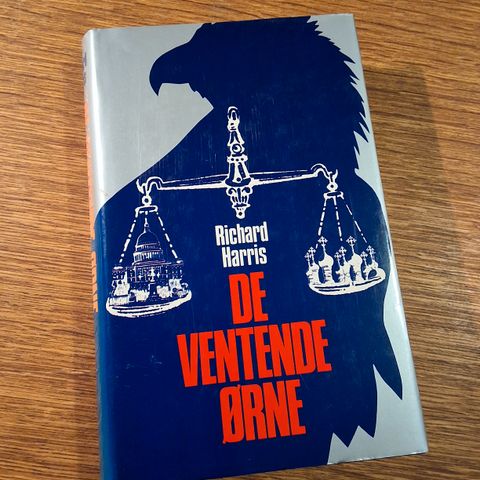 Richard
Harris
DE
VENTENDE
ØRNE